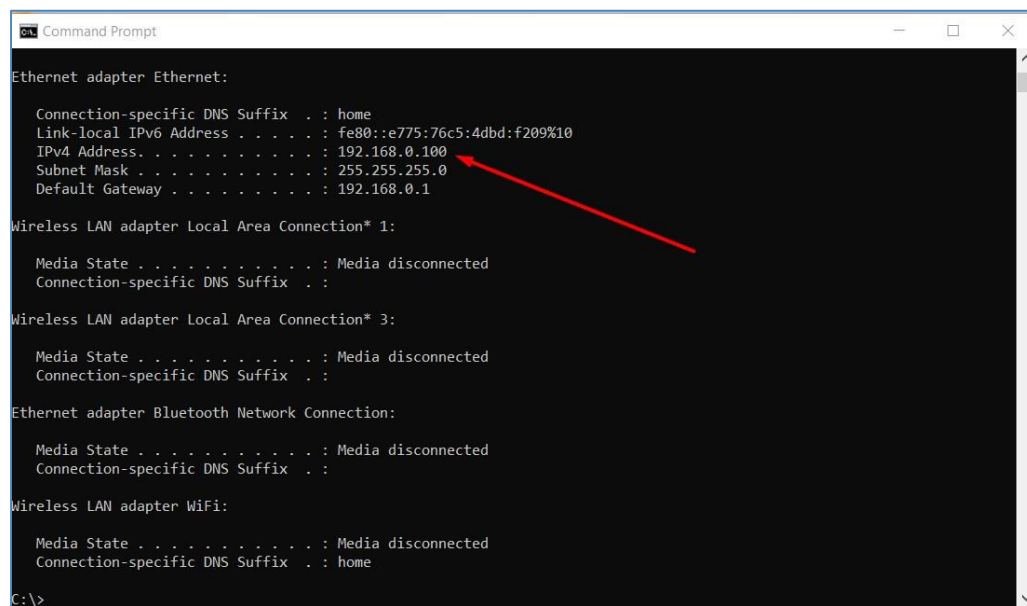 Command Prompt
Ethernet adapter Ethernet:
Connection-specific DNS Suffix  . : home
Link-local IPv6 Address . . . . . : fe80::e775:76c5:4dbd:f209%10
IPv4 Address. . . . . . . . . . . : 192.168.0.100
Subnet Mask . . . . . . . . . . . : 255.255.255.0
Default Gateway . . . . . . . . . : 192.168.0.1
Wireless LAN adapter Local Area Connection* 1:
Media State . . . . . . . . . . . : Media disconnected
Connection-specific DNS Suffix  . :
Wireless LAN adapter Local Area Connection* 3:
Media State . . . . . . . . . . . : Media disconnected
Connection-specific DNS Suffix  . :
Ethernet adapter Bluetooth Network Connection:
Media State . . . . . . . . . . . : Media disconnected
Connection-specific DNS Suffix  . :
Wireless LAN adapter WiFi:
Media State . . . . . . . . . . . : Media disconnected
Connection-specific DNS Suffix  . : home
C:\>